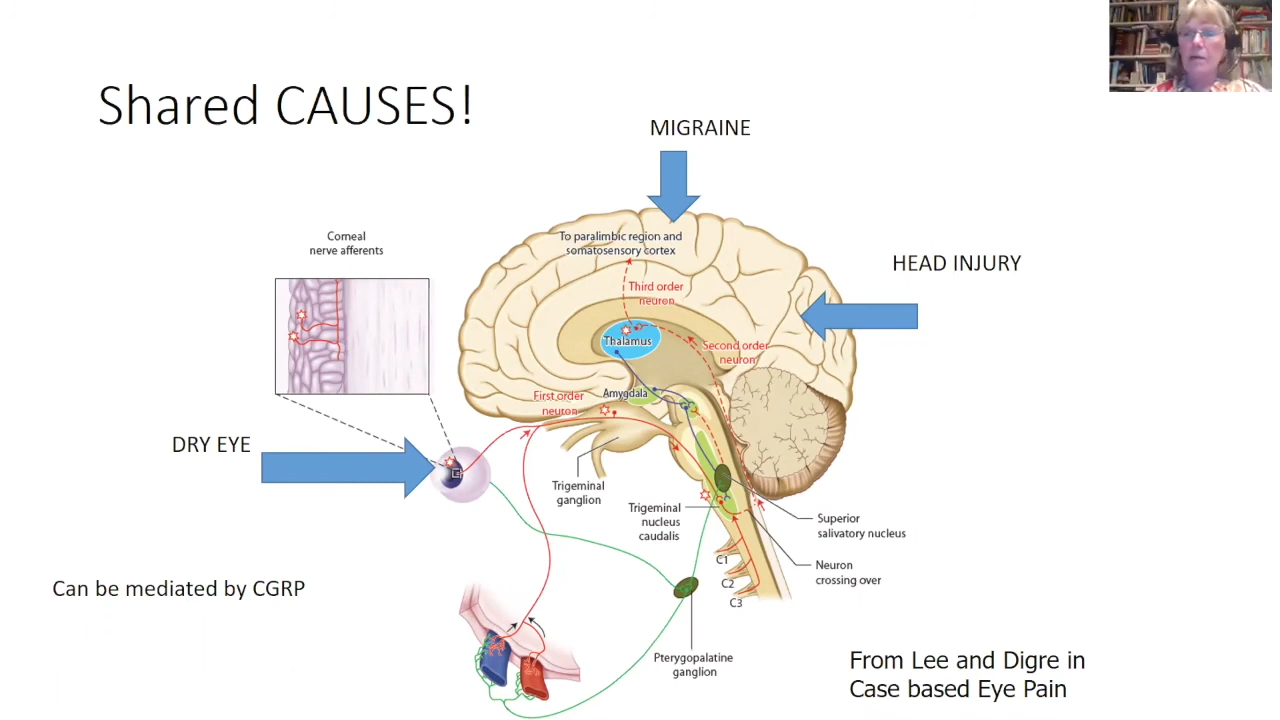 Shared CAUSES!
MIGRAINE
HEAD INJURY
DRY EYE
Corneal
nerve afferents
To paralimbic region and
somatosensory cortex
Third order
neuron
Thalamus
Second order
neuron
Amygdala
First order
neuron
Trigeminal
ganglion
Trigeminal
nucleus
caudalis
Superior
salivatory nucleus
Neuron
crossing over
C1
C2
C3
Pterygopalatine
ganglion
Can be mediated by CGRP
From Lee and Digre in
Case based Eye Pain